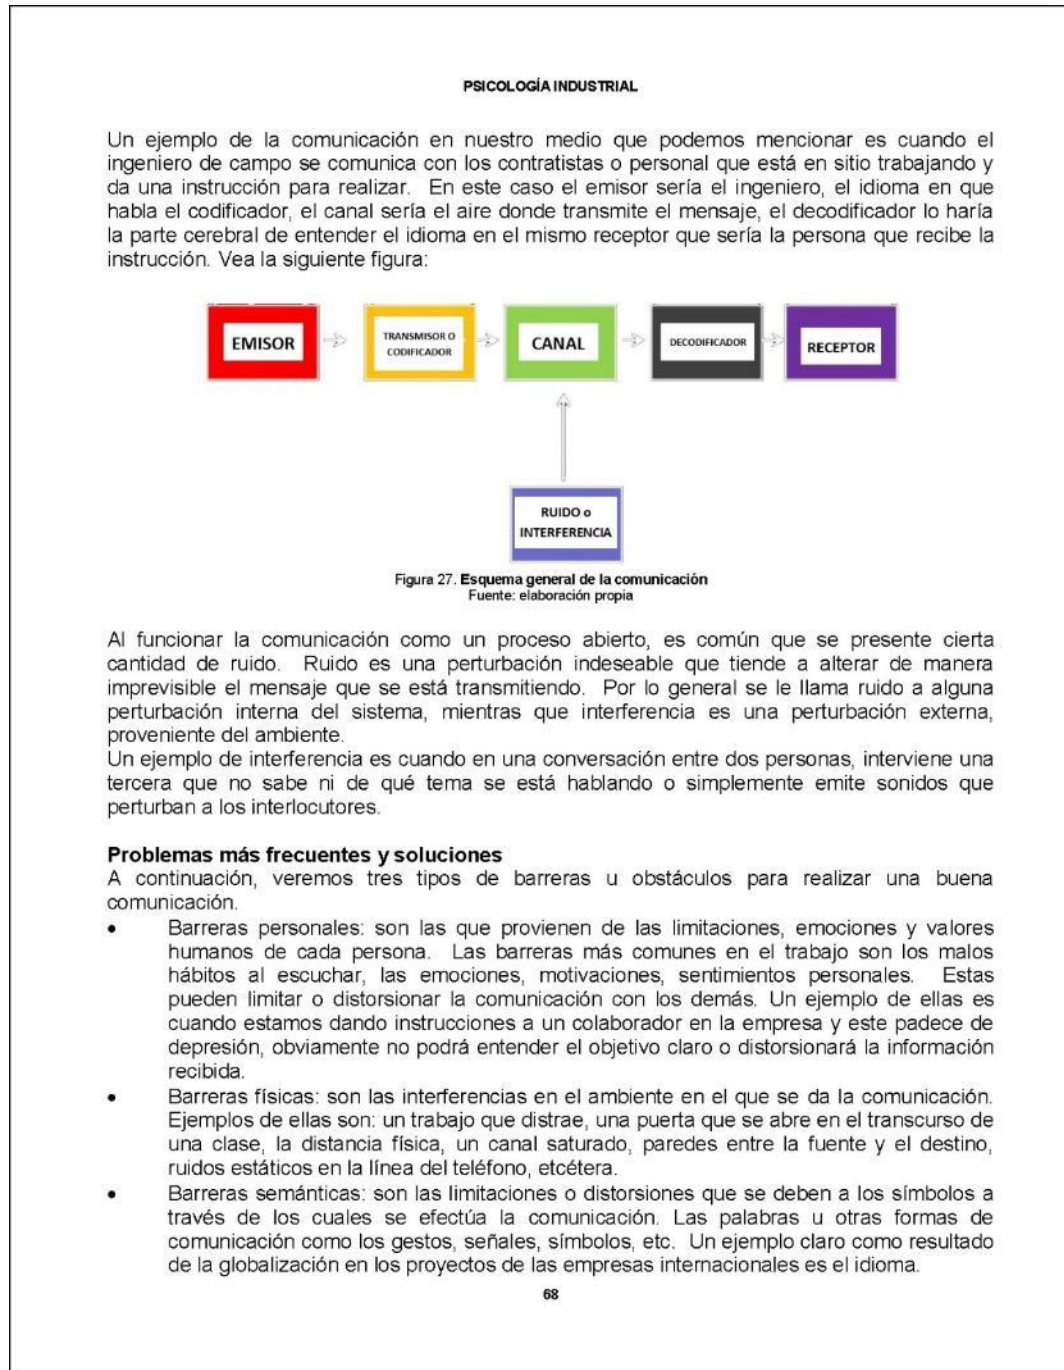 PSICOLOGÍA INDUSTRIAL
Un ejemplo de la comunicación en nuestro medio que podemos mencionar es cuando el
ingeniero de campo se comunica con los contratistas o personal que está en sitio trabajando y
da una instrucción para realizar. En este caso el emisor sería el ingeniero, el idioma en que
habla el codificador, el canal sería el aire donde transmite el mensaje, el decodificador lo haría
la parte cerebral de entender el idioma en el mismo receptor que sería la persona que recibe la
instrucción. Vea la siguiente figura:
EMISOR
TRANSMISOR O
CODIFICADOR
CANAL
DECODIFICADOR
RECEPTOR
RUIDO o
INTERFERENCIA
Figura 27. Esquema general de la comunicación
Fuente: elaboración propia
Al funcionar la comunicación como un proceso abierto, es común que se presente cierta
cantidad de ruido. Ruido es una perturbación indeseable que tiende a alterar de manera
imprevisible el mensaje que se está transmitiendo. Por lo general se le llama ruido a alguna
perturbación interna del sistema, mientras que interferencia es una perturbación externa,
proveniente del ambiente.
Un ejemplo de interferencia es cuando en una conversación entre dos personas, interviene una
tercera que no sabe ni de qué tema se está hablando o simplemente emite sonidos que
perturban a los interlocutores.
Problemas más frecuentes y soluciones
A continuación, veremos tres tipos de barreras u obstáculos para realizar una buena
comunicación.
• Barreras personales: son las que provienen de las limitaciones, emociones y valores
humanos de cada persona. Las barreras más comunes en el trabajo son los malos
hábitos al escuchar, las emociones, motivaciones, sentimientos personales. Estas
pueden limitar o distorsionar la comunicación con los demás. Un ejemplo de ellas es
cuando estamos dando instrucciones a un colaborador en la empresa y este padece de
depresión, obviamente no podrá entender el objetivo claro o distorsionará la información
recibida.
• Barreras físicas: son las interferencias en el ambiente en el que se da la comunicación.
Ejemplos de ellas son: un trabajo que distrae, una puerta que se abre en el transcurso de
una clase, la distancia física, un canal saturado, paredes entre la fuente y el destino,
ruidos estáticos en la línea del teléfono, etcétera.
• Barreras semánticas: son las limitaciones o distorsiones que se deben a los símbolos a
través de los cuales se efectúa la comunicación. Las palabras u otras formas de
comunicación como los gestos, señales, símbolos, etc. Un ejemplo claro como resultado
de la globalización en los proyectos de las empresas internacionales es el idioma.
68